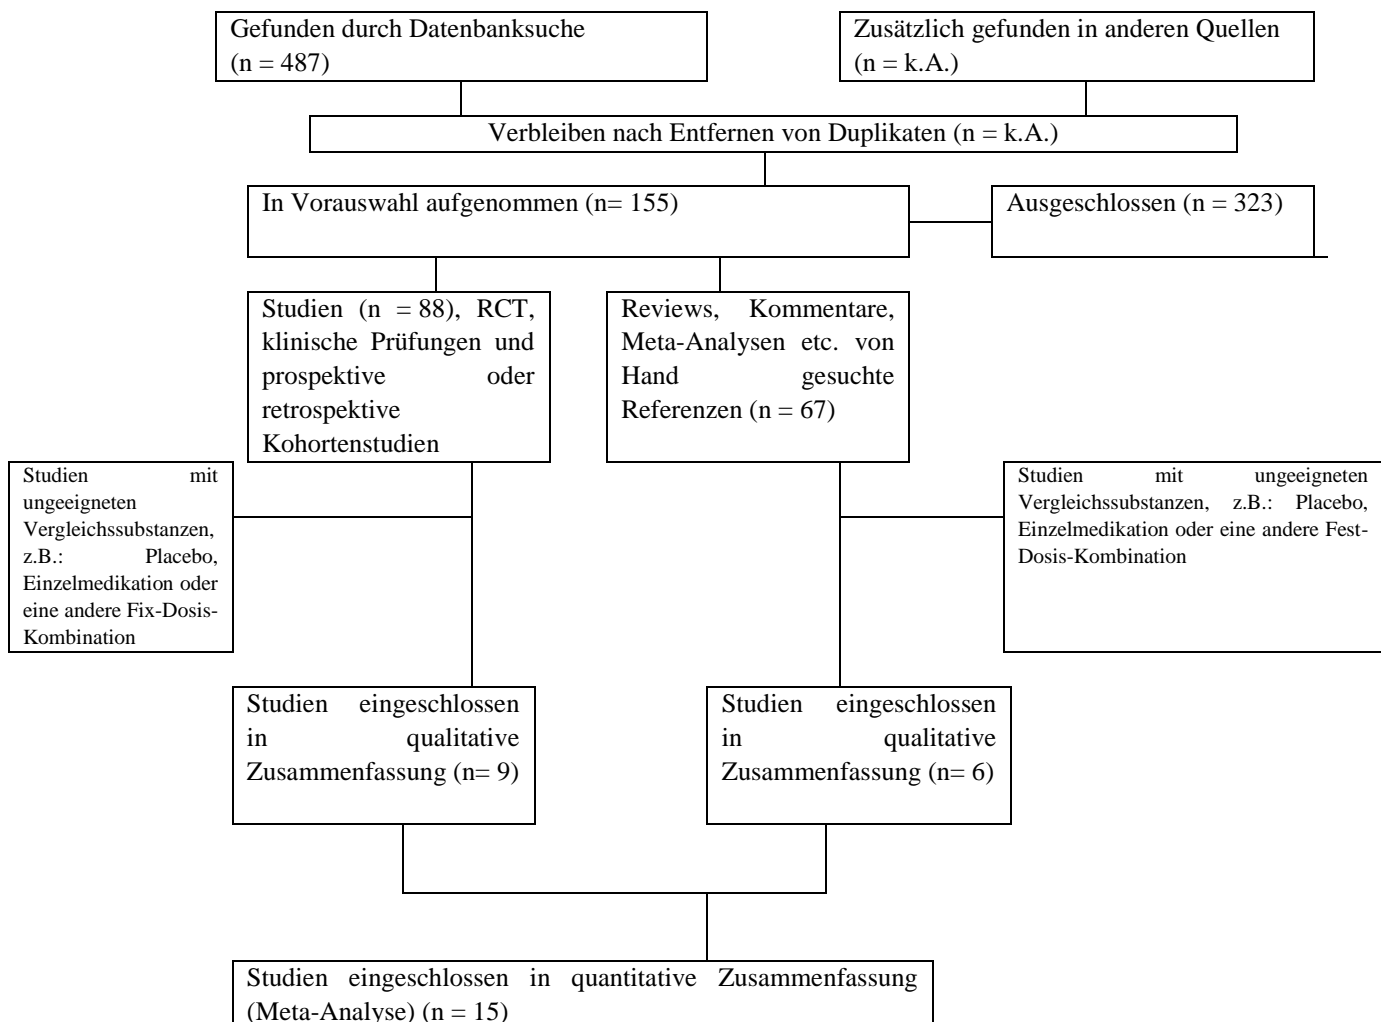 Gefunden durch Datenbanksuche
(n = 487)
Zusätzlich gefunden in anderen Quellen
(n = k.A.)
Verbleiben nach Entfernen von Duplikaten (n = k.A.)
In Vorauswahl aufgenommen (n= 155)
Ausgeschlossen (n = 323)
Studien (n = 88), RCT,
klinische Prüfungen und
prospektive oder
retrospektive
Kohortenstudien
Reviews, Kommentare,
Meta-Analysen etc. von
Hand gesuchte
Referenzen (n = 67)
Studien mit
ungeeigneten
Vergleichssubstanzen,
z.B.: Placebo,
Einzelmedikation oder
eine andere Fix-Dosis-
Kombination
Studien mit ungeeigneten
Vergleichssubstanzen, z.B.: Placebo,
Einzelmedikation oder eine andere Fest-
Dosis-Kombination
Studien eingeschlossen
in qualitative
Zusammenfassung (n= 9)
Studien eingeschlossen
in qualitative
Zusammenfassung (n= 6)
Studien eingeschlossen in quantitative Zusammenfassung
(Meta-Analyse) (n = 15)